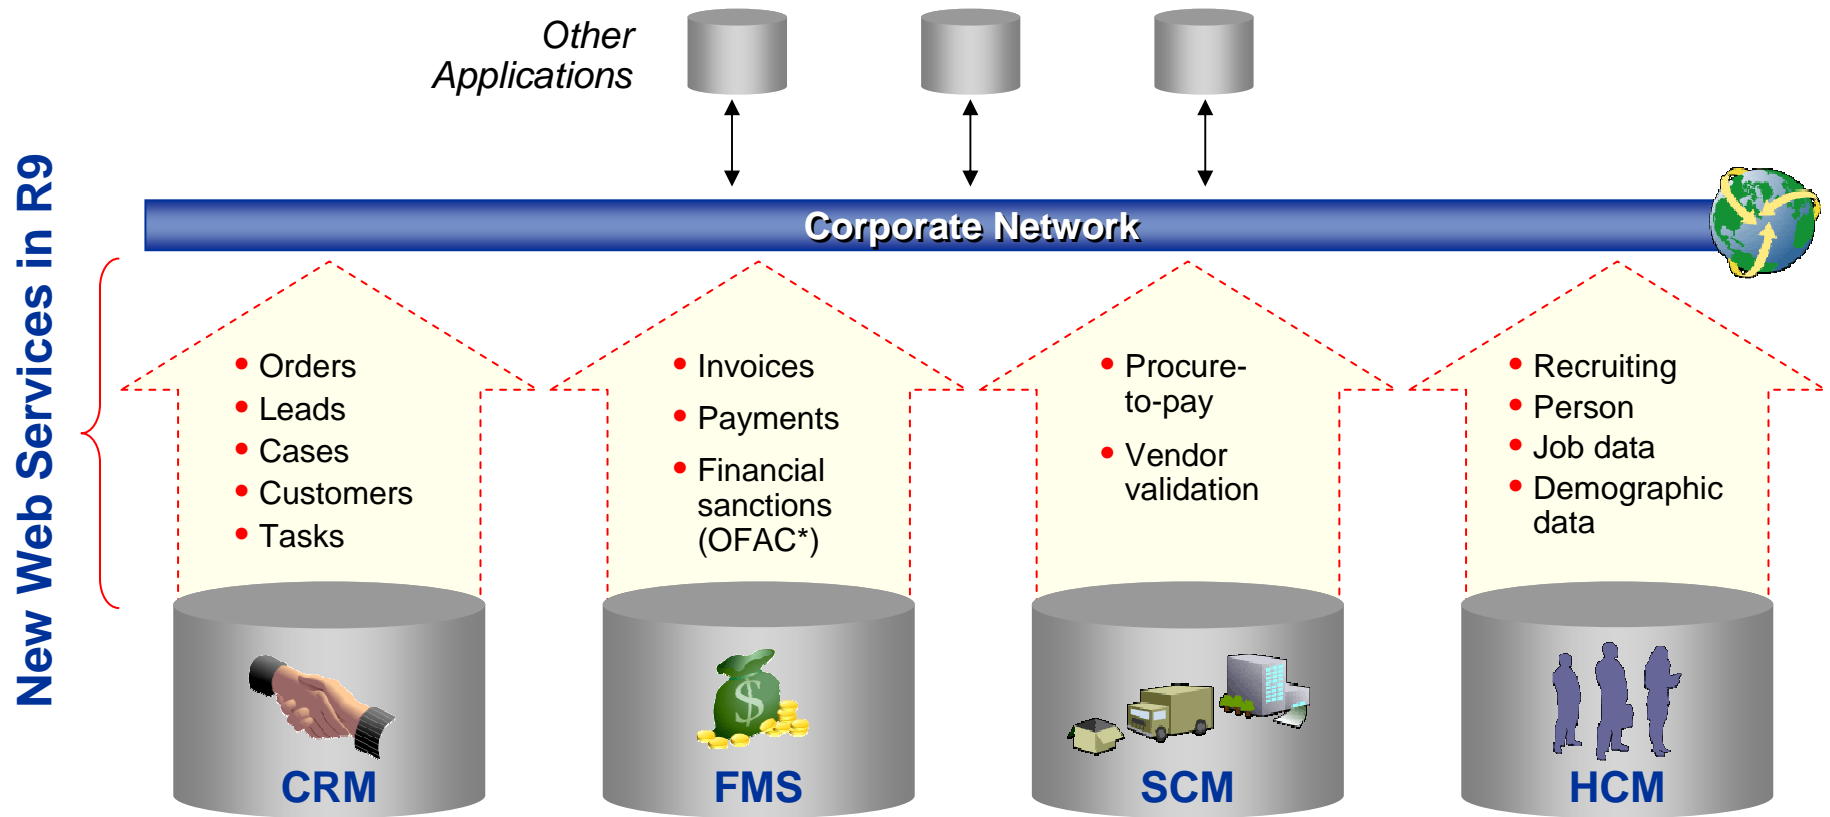 Other
Applications
New Web Services in R9
Corporate Network
• Orders
• Leads
• Cases
• Customers
• Tasks
• Invoices
• Payments
• Financial
sanctions
(OFAC*)
• Procure-
to-pay
• Vendor
validation
• Recruiting
• Person
• Job data
• Demographic
data
$
CRM
FMS
SCM
HCM